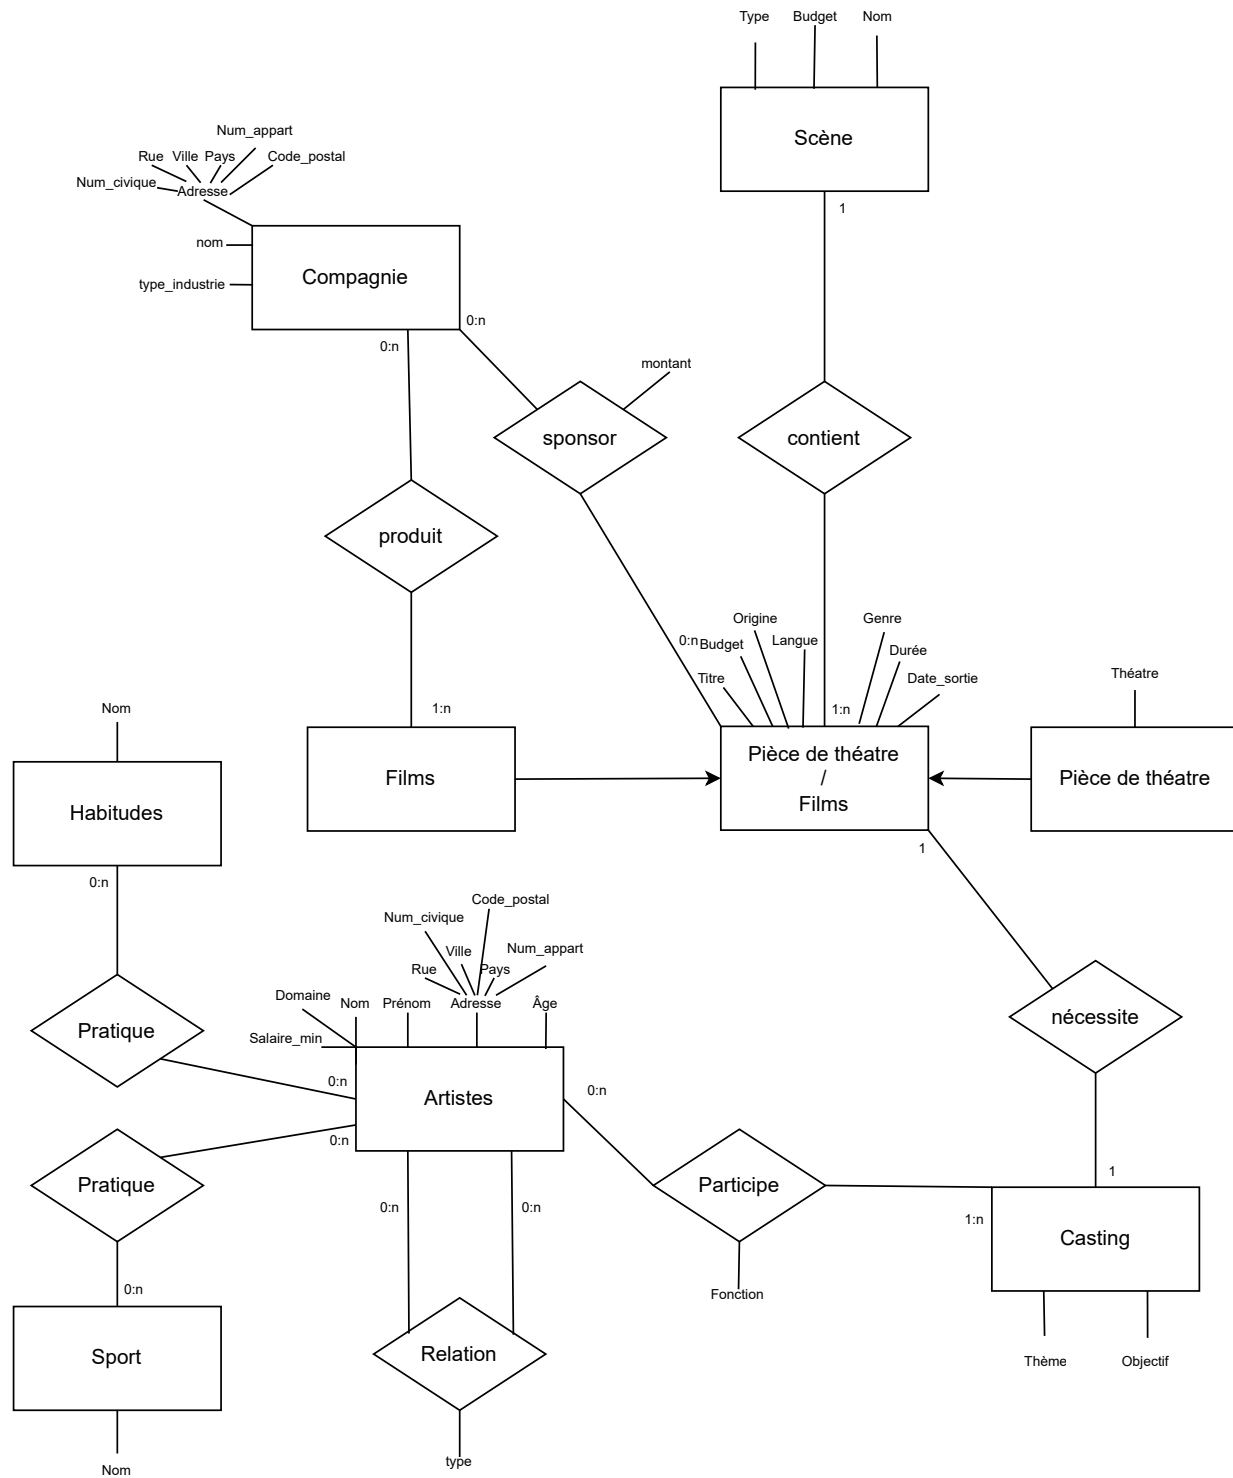 Type Budget Nom
Scène
1
Num_appart
Rue Ville Pays Code_postal
Num_civique Adresse
nom
type_industrie
Compagnie
0:n
0:n
montant
sponsor
contient
produit
Origine Genre
0:n Budget Langue Durée
Titre Date_sortie
Théatre
1:n
1:n
Films
Pièce de théatre
/
Films
Pièce de théatre
Nom
Habitudes
0:n
1
Code_postal
Num_civique
Ville Num_appart
Rue Pays
Domaine Nom Prénom Adresse Âge
Salaire_min
Pratique
nécessite
0:n
Artistes
0:n
0:n
Pratique
Participe
1
0:n
0:n
1:n
Casting
0:n
Fonction
Sport
Relation
Thème Objectif
type
Nom